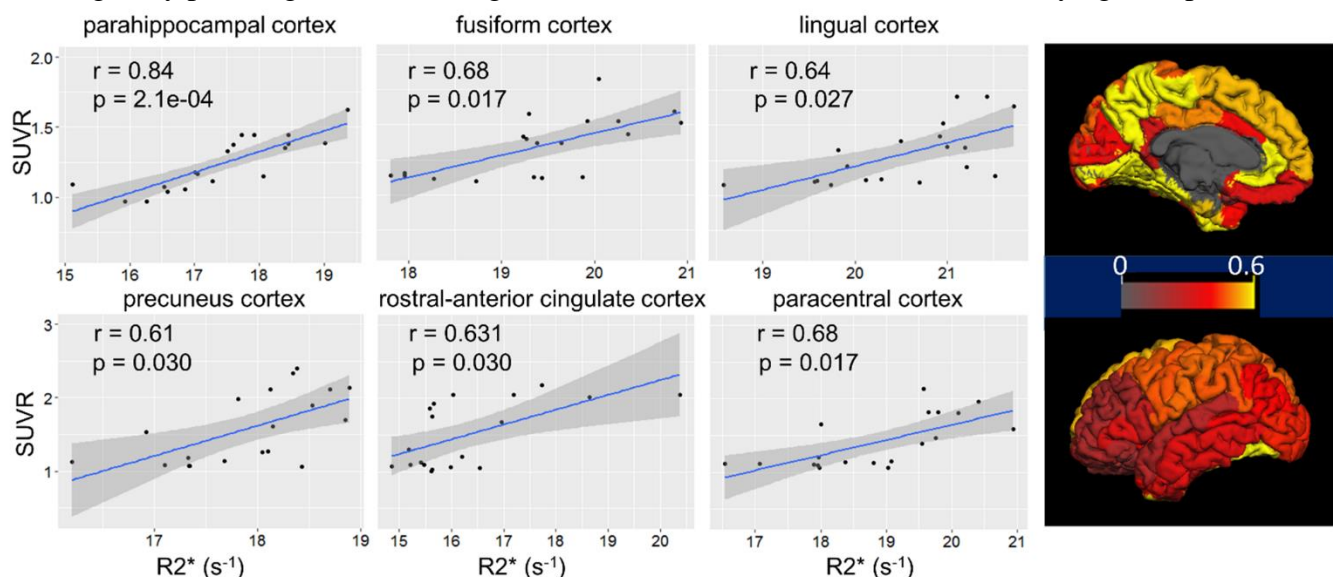 parahippocampal cortex
fusiform cortex
lingual cortex
2.0
1.5
1.0
SUVR
r = 0.84
p = 2.1e-04
r = 0.68
p = 0.017
r = 0.64
p = 0.027
15 16 17 18 19
18 19 20 21
19 20 21
0 0.6
precuneus cortex
rostral-anterior cingulate cortex
paracentral cortex
3
2
1
SUVR
r = 0.61
p = 0.030
r = 0.631
p = 0.030
r = 0.68
p = 0.017
17 18 19
15 16 17 18 19 20
17 18 19 20 21
R2* (s⁻¹)
R2* (s⁻¹)
R2* (s⁻¹)